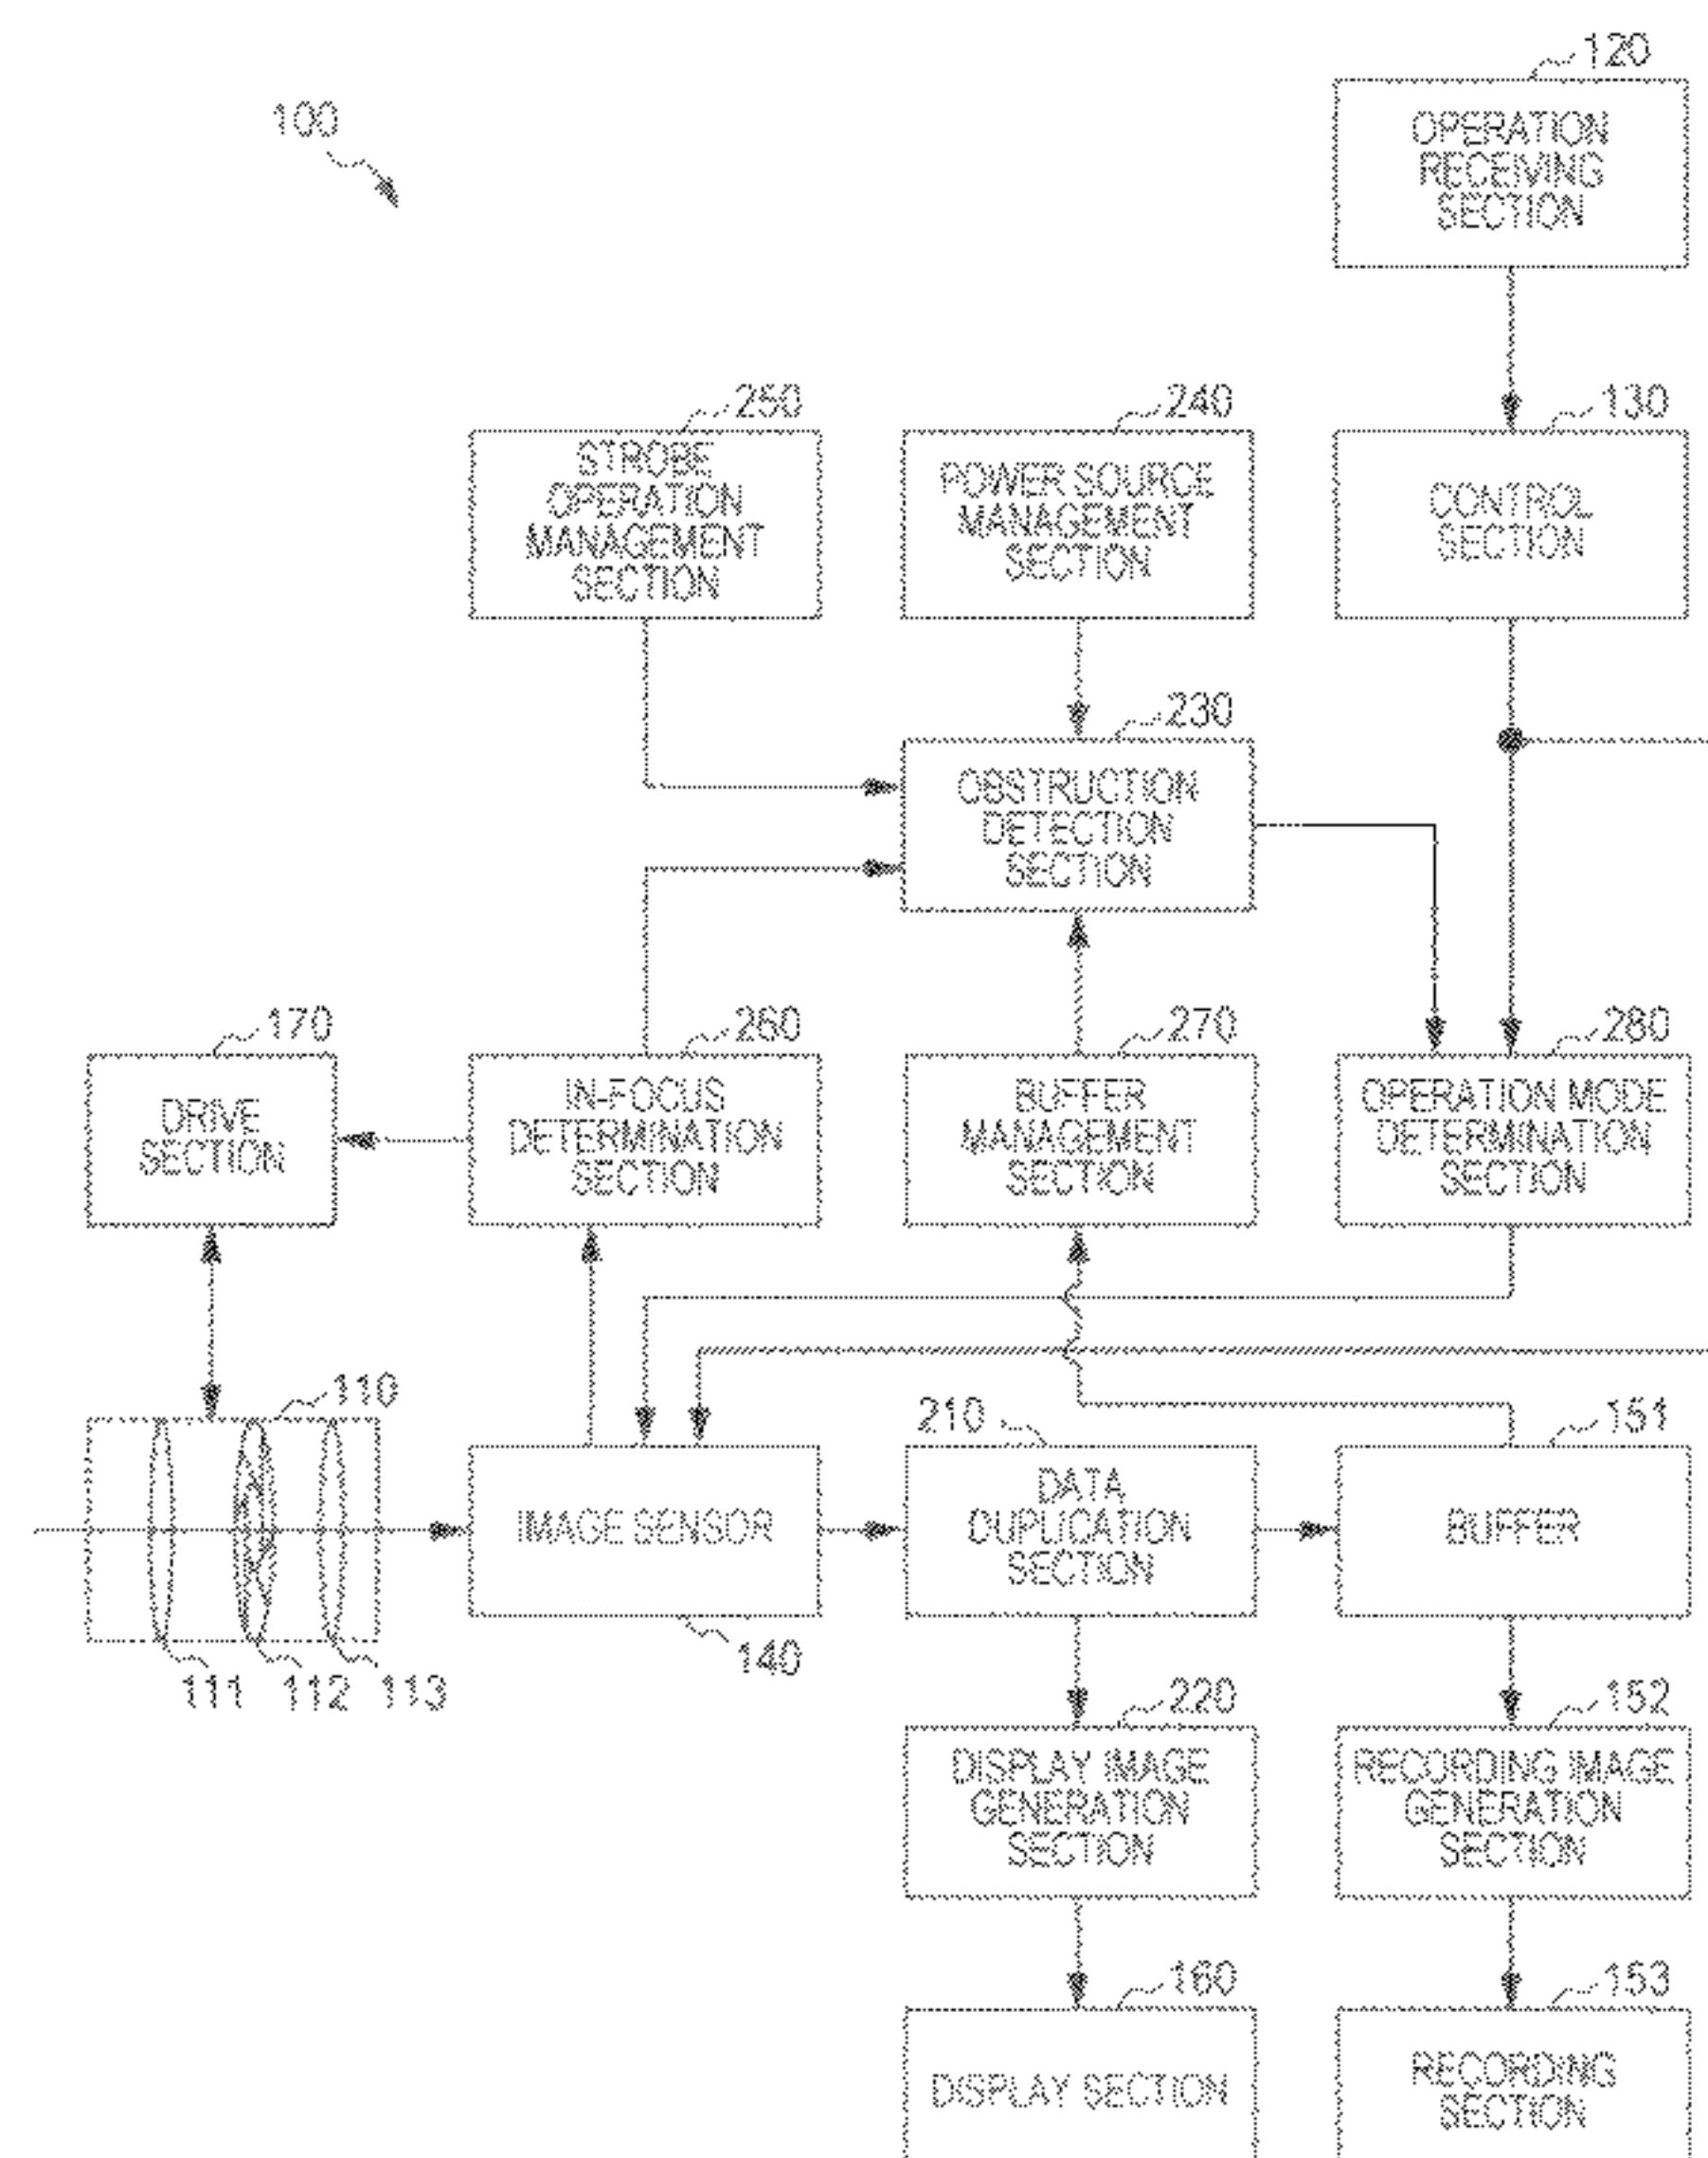 120
100
OPERATION
RECEIVING
SECTION
250
240
130
STROBE
OPERATION
MANAGEMENT
SECTION
POWER SOURCE
MANAGEMENT
SECTION
CONTROL
SECTION
230
OBSTRUCTION
DETECTION
SECTION
170
260
270
280
DRIVE
SECTION
IN-FOCUS
DETERMINATION
SECTION
BUFFER
MANAGEMENT
SECTION
OPERATION MODE
DETERMINATION
SECTION
110
210
151
IMAGE SENSOR
DATA
DUPLICATION
SECTION
BUFFER
140
111
112
113
220
152
DISPLAY IMAGE
GENERATION
SECTION
RECORDING IMAGE
GENERATION
SECTION
160
153
DISPLAY SECTION
RECORDING
SECTION